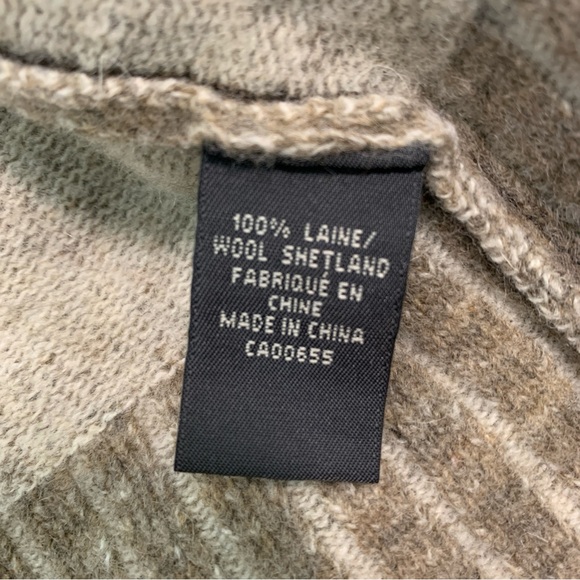 100% LAINE/
WOOL SHETLAND
FABRIQUÉ EN
CHINE
MADE IN CHINA
CA00655